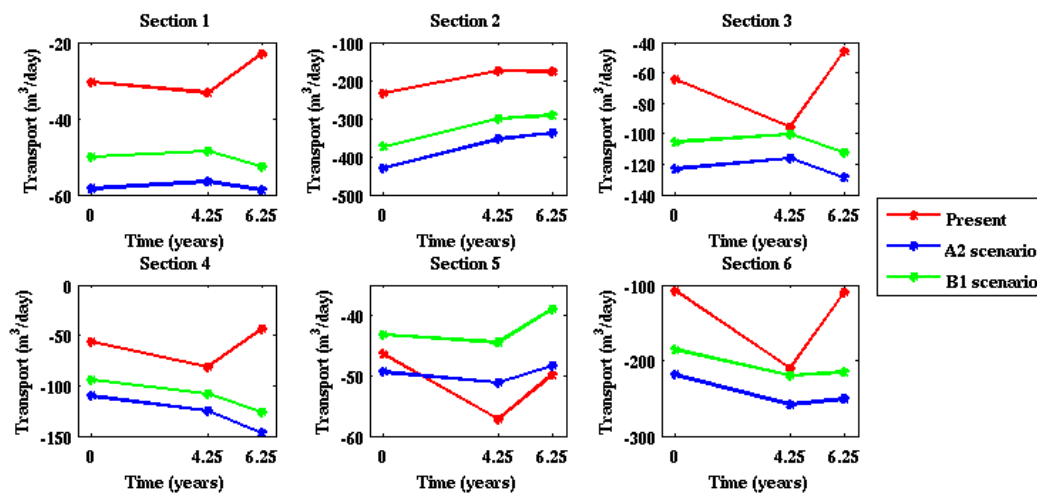 Section 1
Section 2
Section 3
-20
-40
-60
Transport (m³/day)
0
4.25
6.25
Time (years)
-100
-200
-300
-400
-500
Transport (m³/day)
0
4.25
6.25
Time (years)
-40
-60
-80
-100
-120
-140
Transport (m³/day)
0
4.25
6.25
Time (years)
Present
A2 scenario
B1 scenario
Section 4
Section 5
Section 6
0
-50
-100
-150
Transport (m³/day)
0
4.25
6.25
Time (years)
-40
-50
-60
Transport (m³/day)
0
4.25
6.25
Time (years)
-100
-200
-300
Transport (m³/day)
0
4.25
6.25
Time (years)